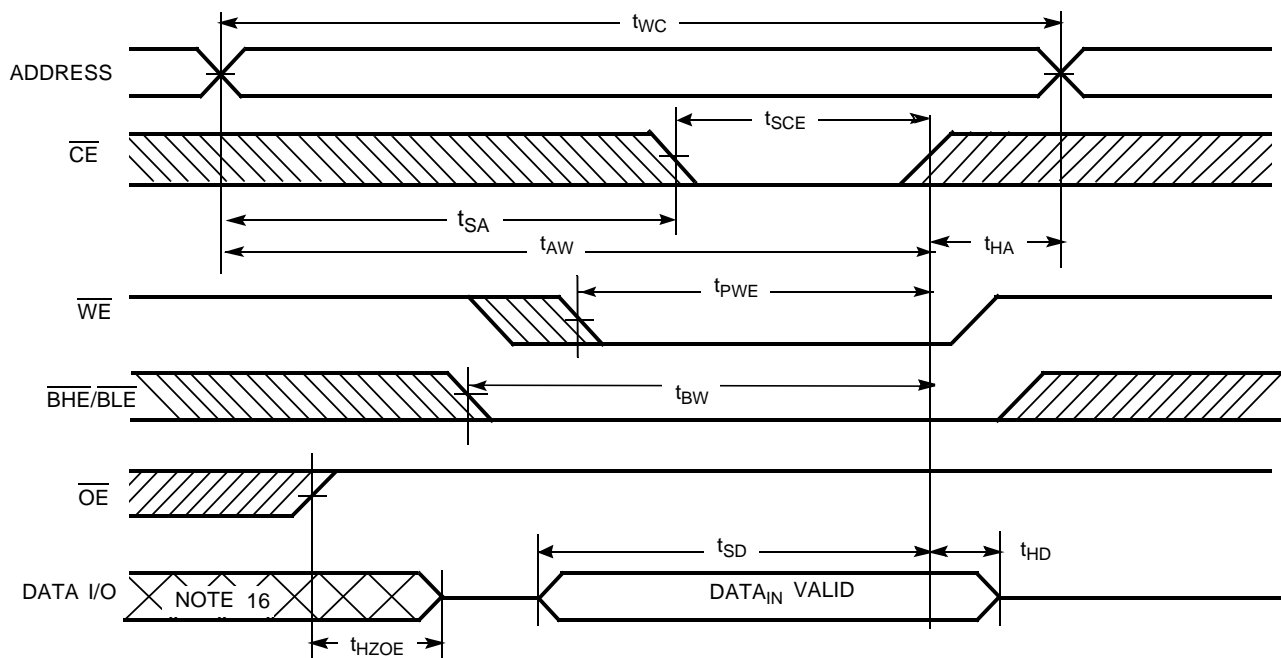 tWC
ADDRESS
tSCE
CE
tSA
tAW
tHA
tPWE
WE
tBW
BHE/BLE
OE
tSD
tHD
DATA I/O
NOTE 16
DATAIN VALID
tHZOE